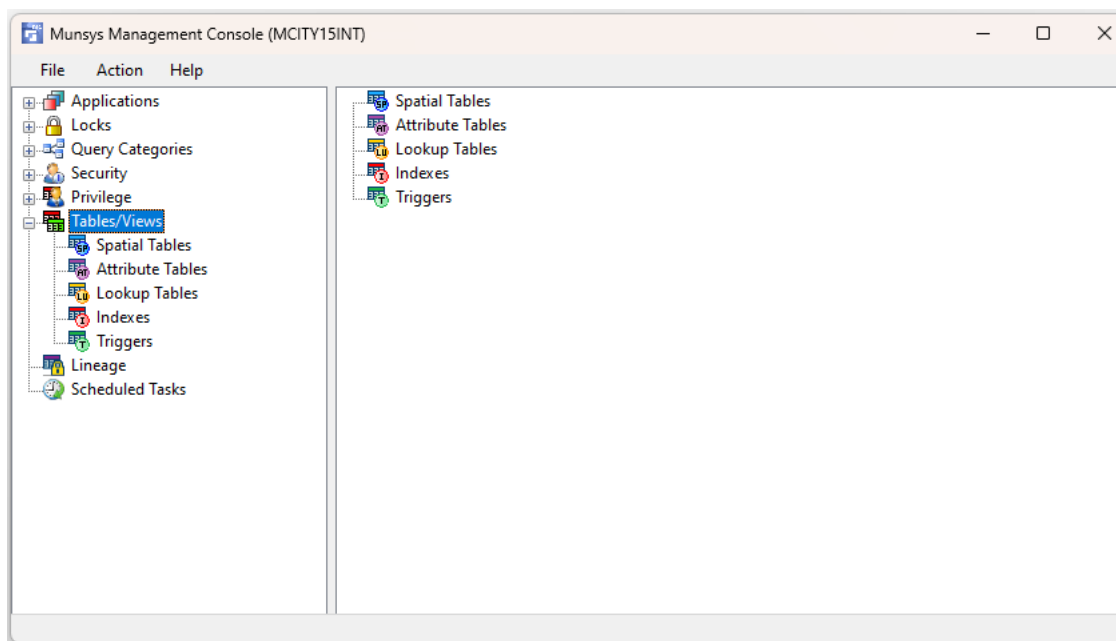 Munsys Management Console (MCITY15INT)
File Action Help
Applications
Locks
Query Categories
Security
Privilege
Tables/Views
Spatial Tables
Attribute Tables
Lookup Tables
Indexes
Triggers
Lineage
Scheduled Tasks
Spatial Tables
Attribute Tables
Lookup Tables
Indexes
Triggers